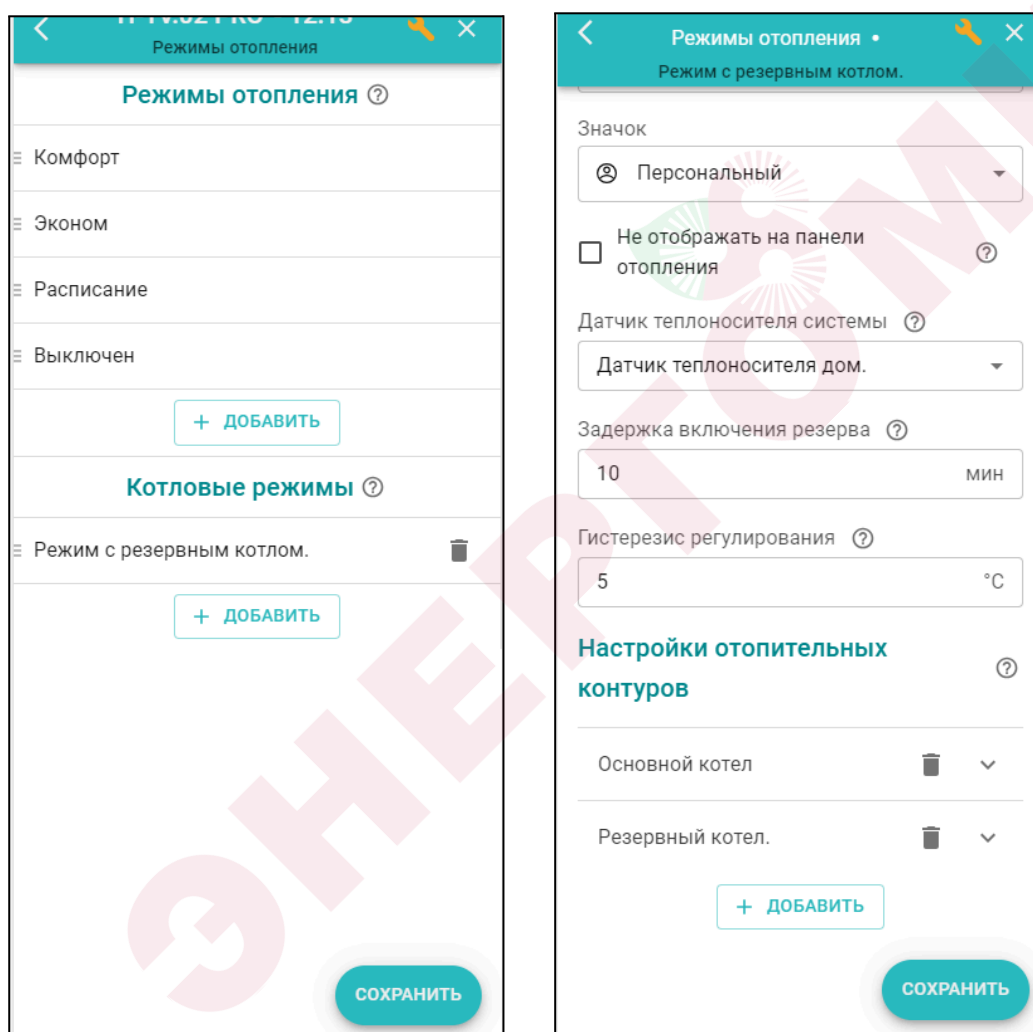 Режимы отопления
Режимы отопления
Комфорт
Эконом
Расписание
Выключен
+ ДОБАВИТЬ
Котловые режимы
Режим с резервным котлом.
+ ДОБАВИТЬ
СОХРАНИТЬ
Режимы отопления •
Режим с резервным котлом.
Значок
Персональный
Не отображать на панели
отопления
Датчик теплоносителя системы
Датчик теплоносителя дом.
Задержка включения резерва
10 мин
Гистерезис регулирования
5 °C
Настройки отопительных
контуров
Основной котел
Резервный котел.
+ ДОБАВИТЬ
СОХРАНИТЬ
ЭНЕРГОМ